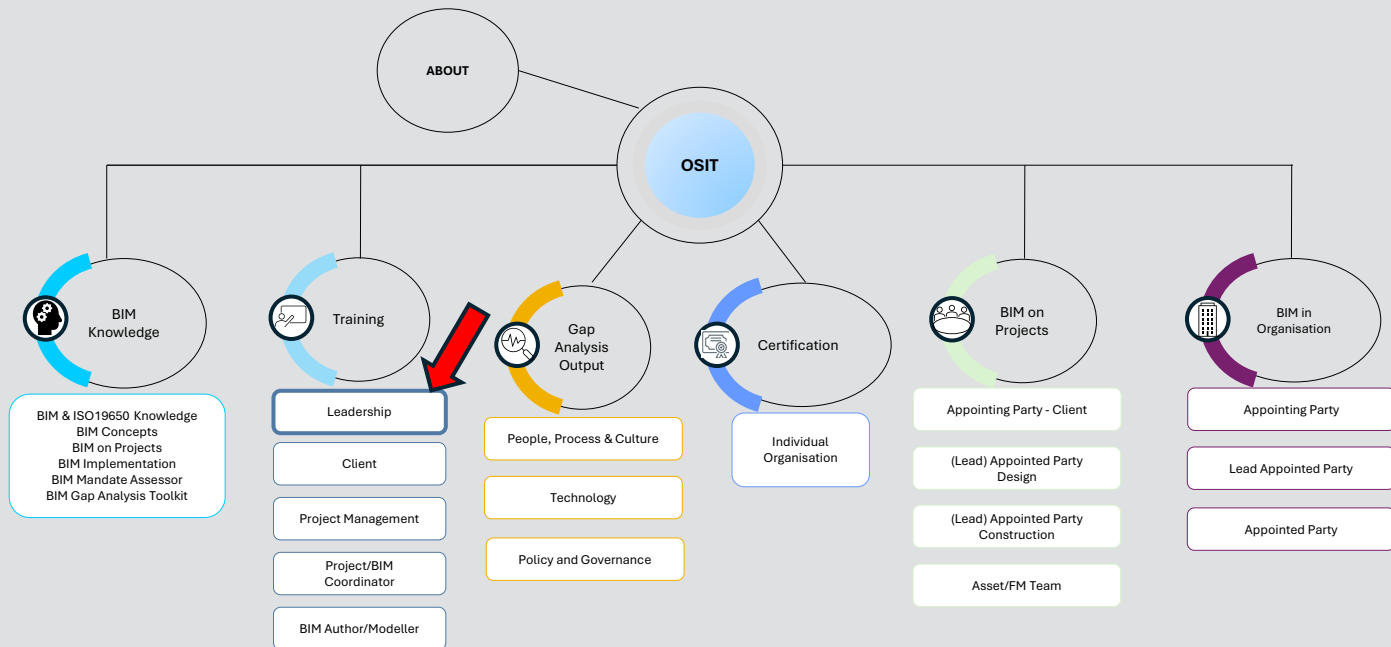 ABOUT
OSIT
BIM
Knowledge
BIM & ISO19650 Knowledge
BIM Concepts
BIM on Projects
BIM Implementation
BIM Mandate Assessor
BIM Gap Analysis Toolkit
Training
Leadership
Client
Project Management
Project/BIM
Coordinator
BIM Author/Modeller
Gap
Analysis
Output
People, Process & Culture
Technology
Policy and Governance
Certification
Individual
Organisation
BIM on
Projects
Appointing Party - Client
(Lead) Appointed Party
Design
(Lead) Appointed Party
Construction
Asset/FM Team
BIM in
Organisation
Appointing Party
Lead Appointed Party
Appointed Party